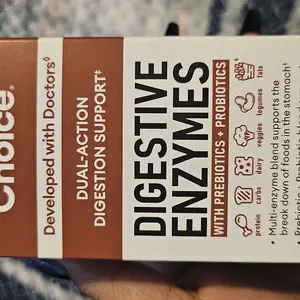 Choice®
Developed with Doctors◊
DUAL-ACTION
DIGESTION SUPPORT‡
DIGESTIVE
ENZYMES
WITH PREBIOTICS + PROBIOTICS
protein
carbs
dairy
veggies
legumes
fats
• Multi-enzyme blend supports the
break down of foods in the stomach‡